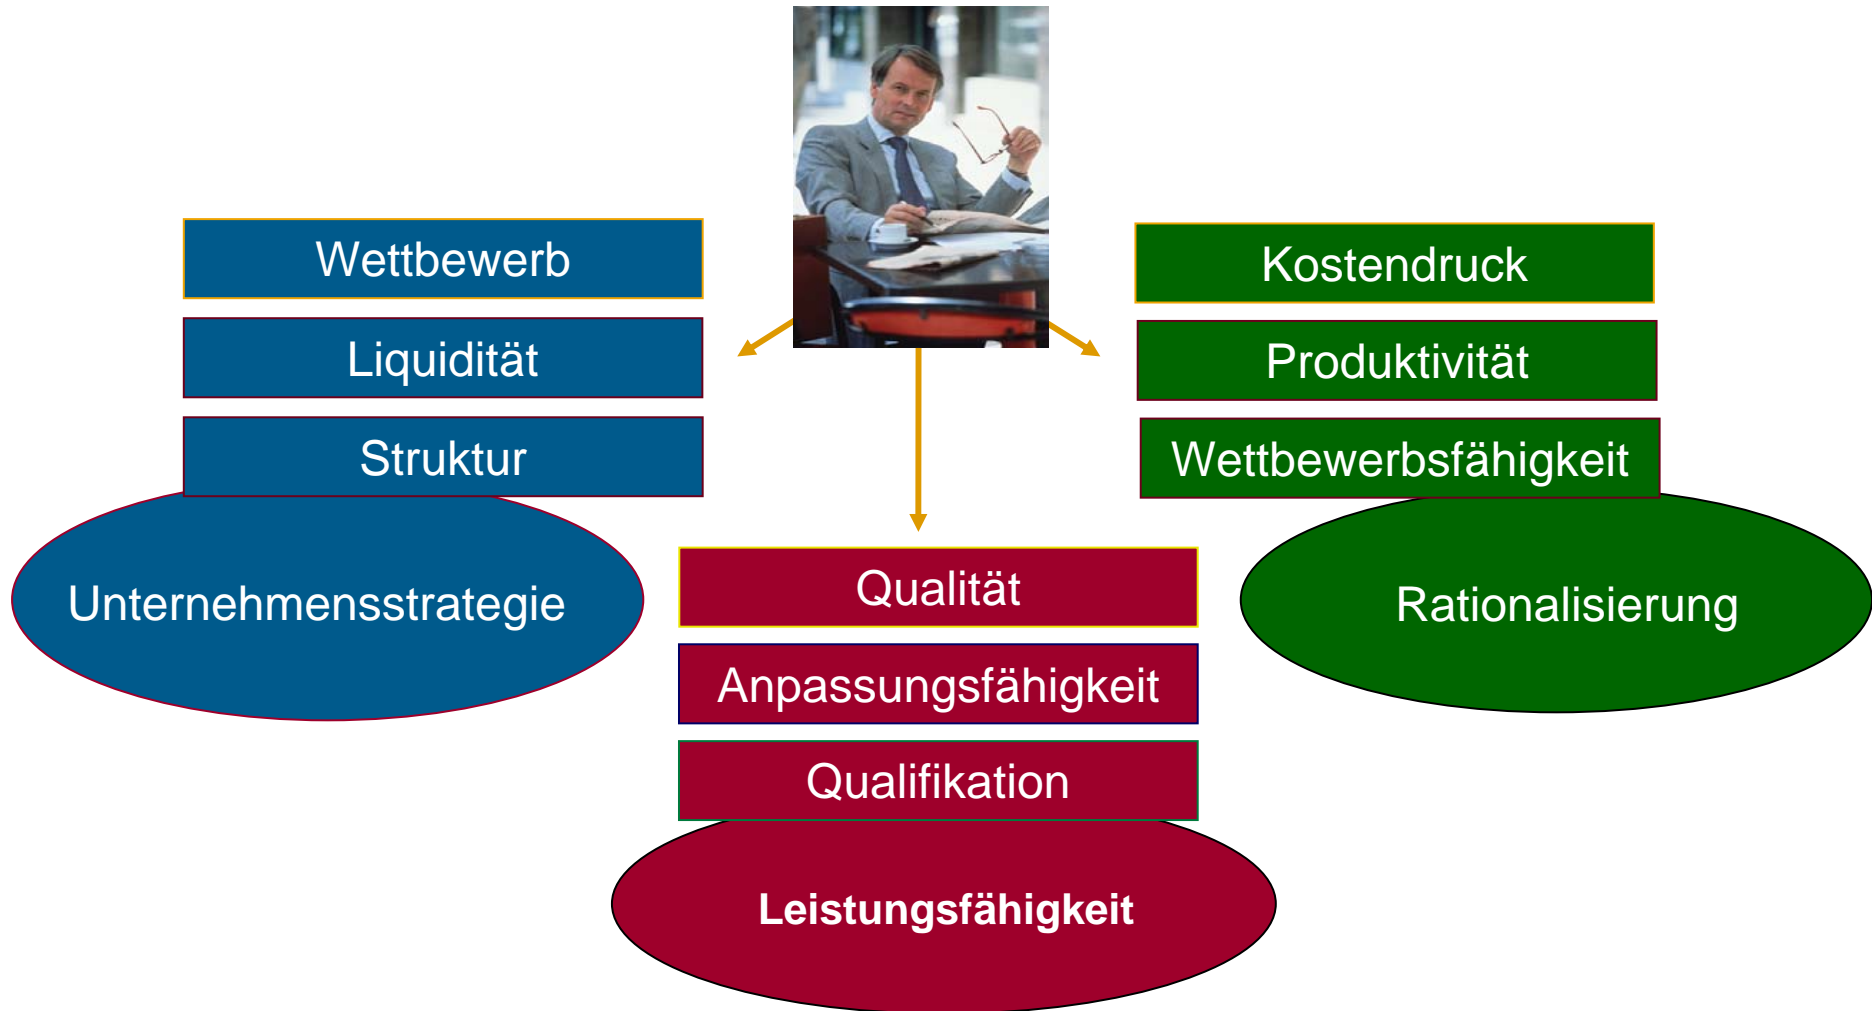 Wettbewerb
Liquidität
Struktur
Unternehmensstrategie
Kostendruck
Produktivität
Wettbewerbsfähigkeit
Rationalisierung
Qualität
Anpassungsfähigkeit
Qualifikation
Leistungsfähigkeit